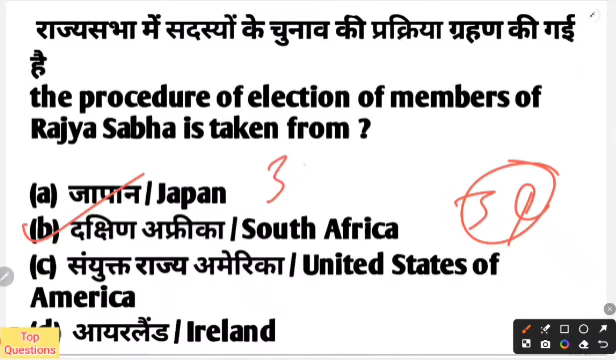 राज्यसभा में सदस्यों के चुनाव की प्रक्रिया ग्रहण की गई
है
the procedure of election of members of
Rajya Sabha is taken from ?
(a) जापान / Japan
3
(b) दक्षिण अफ्रीका / South Africa
(c) संयुक्त राज्य अमेरिका / United States of
America
(d) आयरलैंड / Ireland
Top
Questions